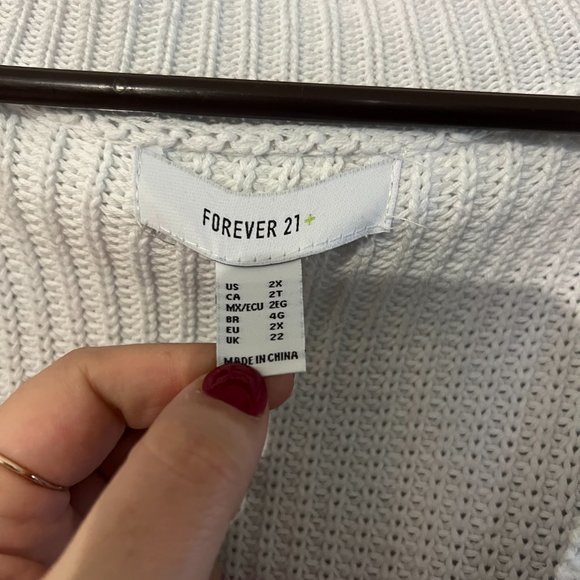 FOREVER 21+
US 2X
CA 2T
MX/ECU 2EG
BR 4G
EU 2X
UK 22
MADE IN CHINA